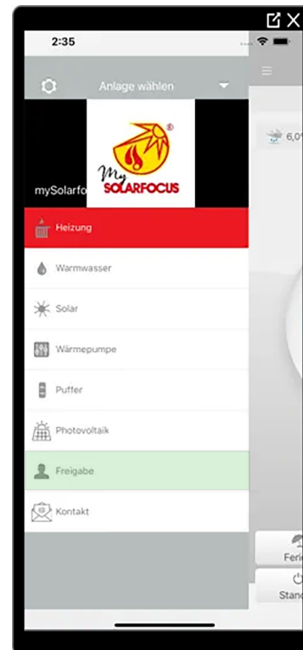 2:35
Anlage wählen
6,0°
My
SOLARFOCUS
®
mySolarfo
Heizung
Warmwasser
Solar
Wärmepumpe
Puffer
Photovoltaik
Freigabe
Kontakt
Feri
Stand